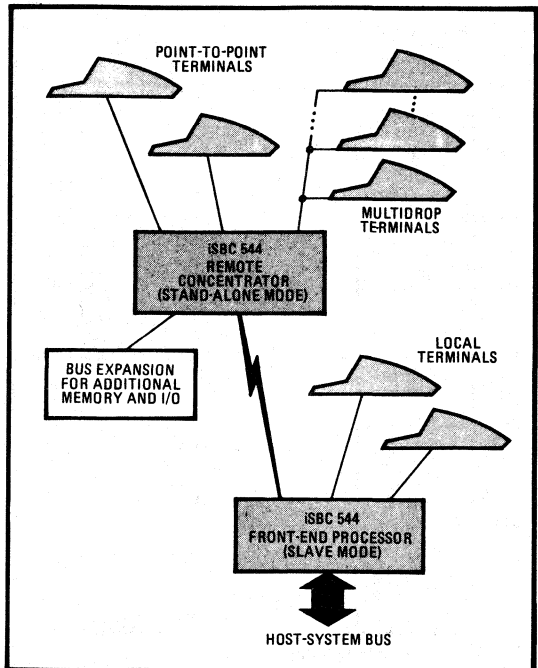 POINT-TO-POINT
TERMINALS
MULTIDROP
TERMINALS
iSBC 544
REMOTE
CONCENTRATOR
(STAND-ALONE MODE)
BUS EXPANSION
FOR ADDITIONAL
MEMORY AND I/O
LOCAL
TERMINALS
iSBC 544
FRONT-END PROCESSOR
(SLAVE MODE)
HOST-SYSTEM BUS